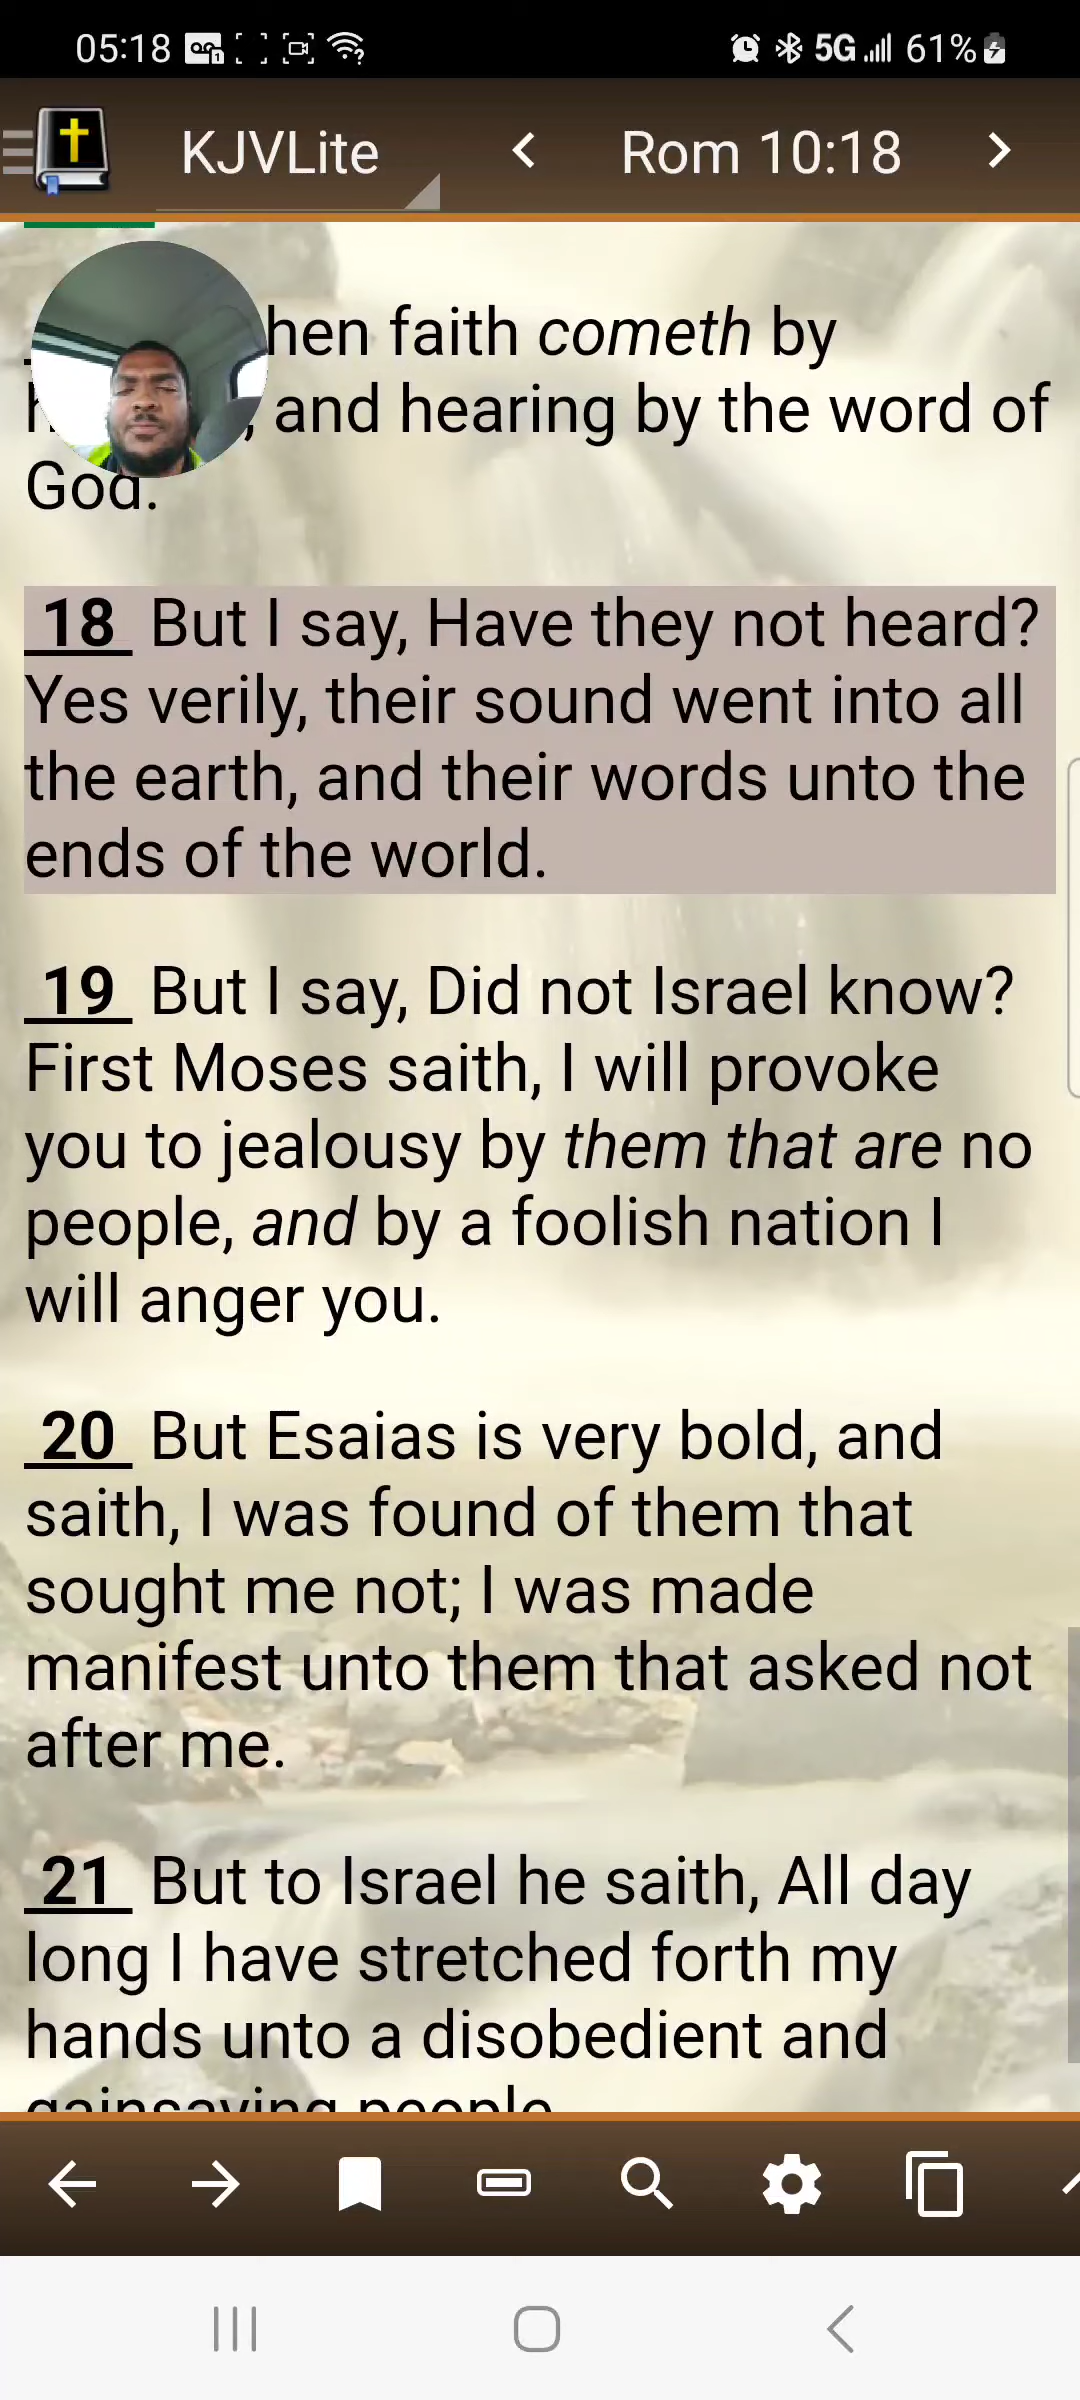 05:18 5G 61%
KJVLite < Rom 10:18 >
hen faith cometh by
, and hearing by the word of
God.
18 But I say, Have they not heard?
Yes verily, their sound went into all
the earth, and their words unto the
ends of the world.
19 But I say, Did not Israel know?
First Moses saith, I will provoke
you to jealousy by them that are no
people, and by a foolish nation I
will anger you.
20 But Esaias is very bold, and
saith, I was found of them that
sought me not; I was made
manifest unto them that asked not
after me.
21 But to Israel he saith, All day
long I have stretched forth my
hands unto a disobedient and
gainsaying people